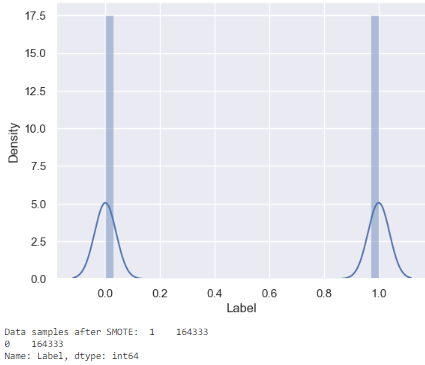 17.5
15.0
12.5
10.0
7.5
5.0
2.5
0.0
Density
0.0 0.2 0.4 0.6 0.8 1.0
Label
Data samples after SMOTE:  1    164333
0    164333
Name: Label, dtype: int64